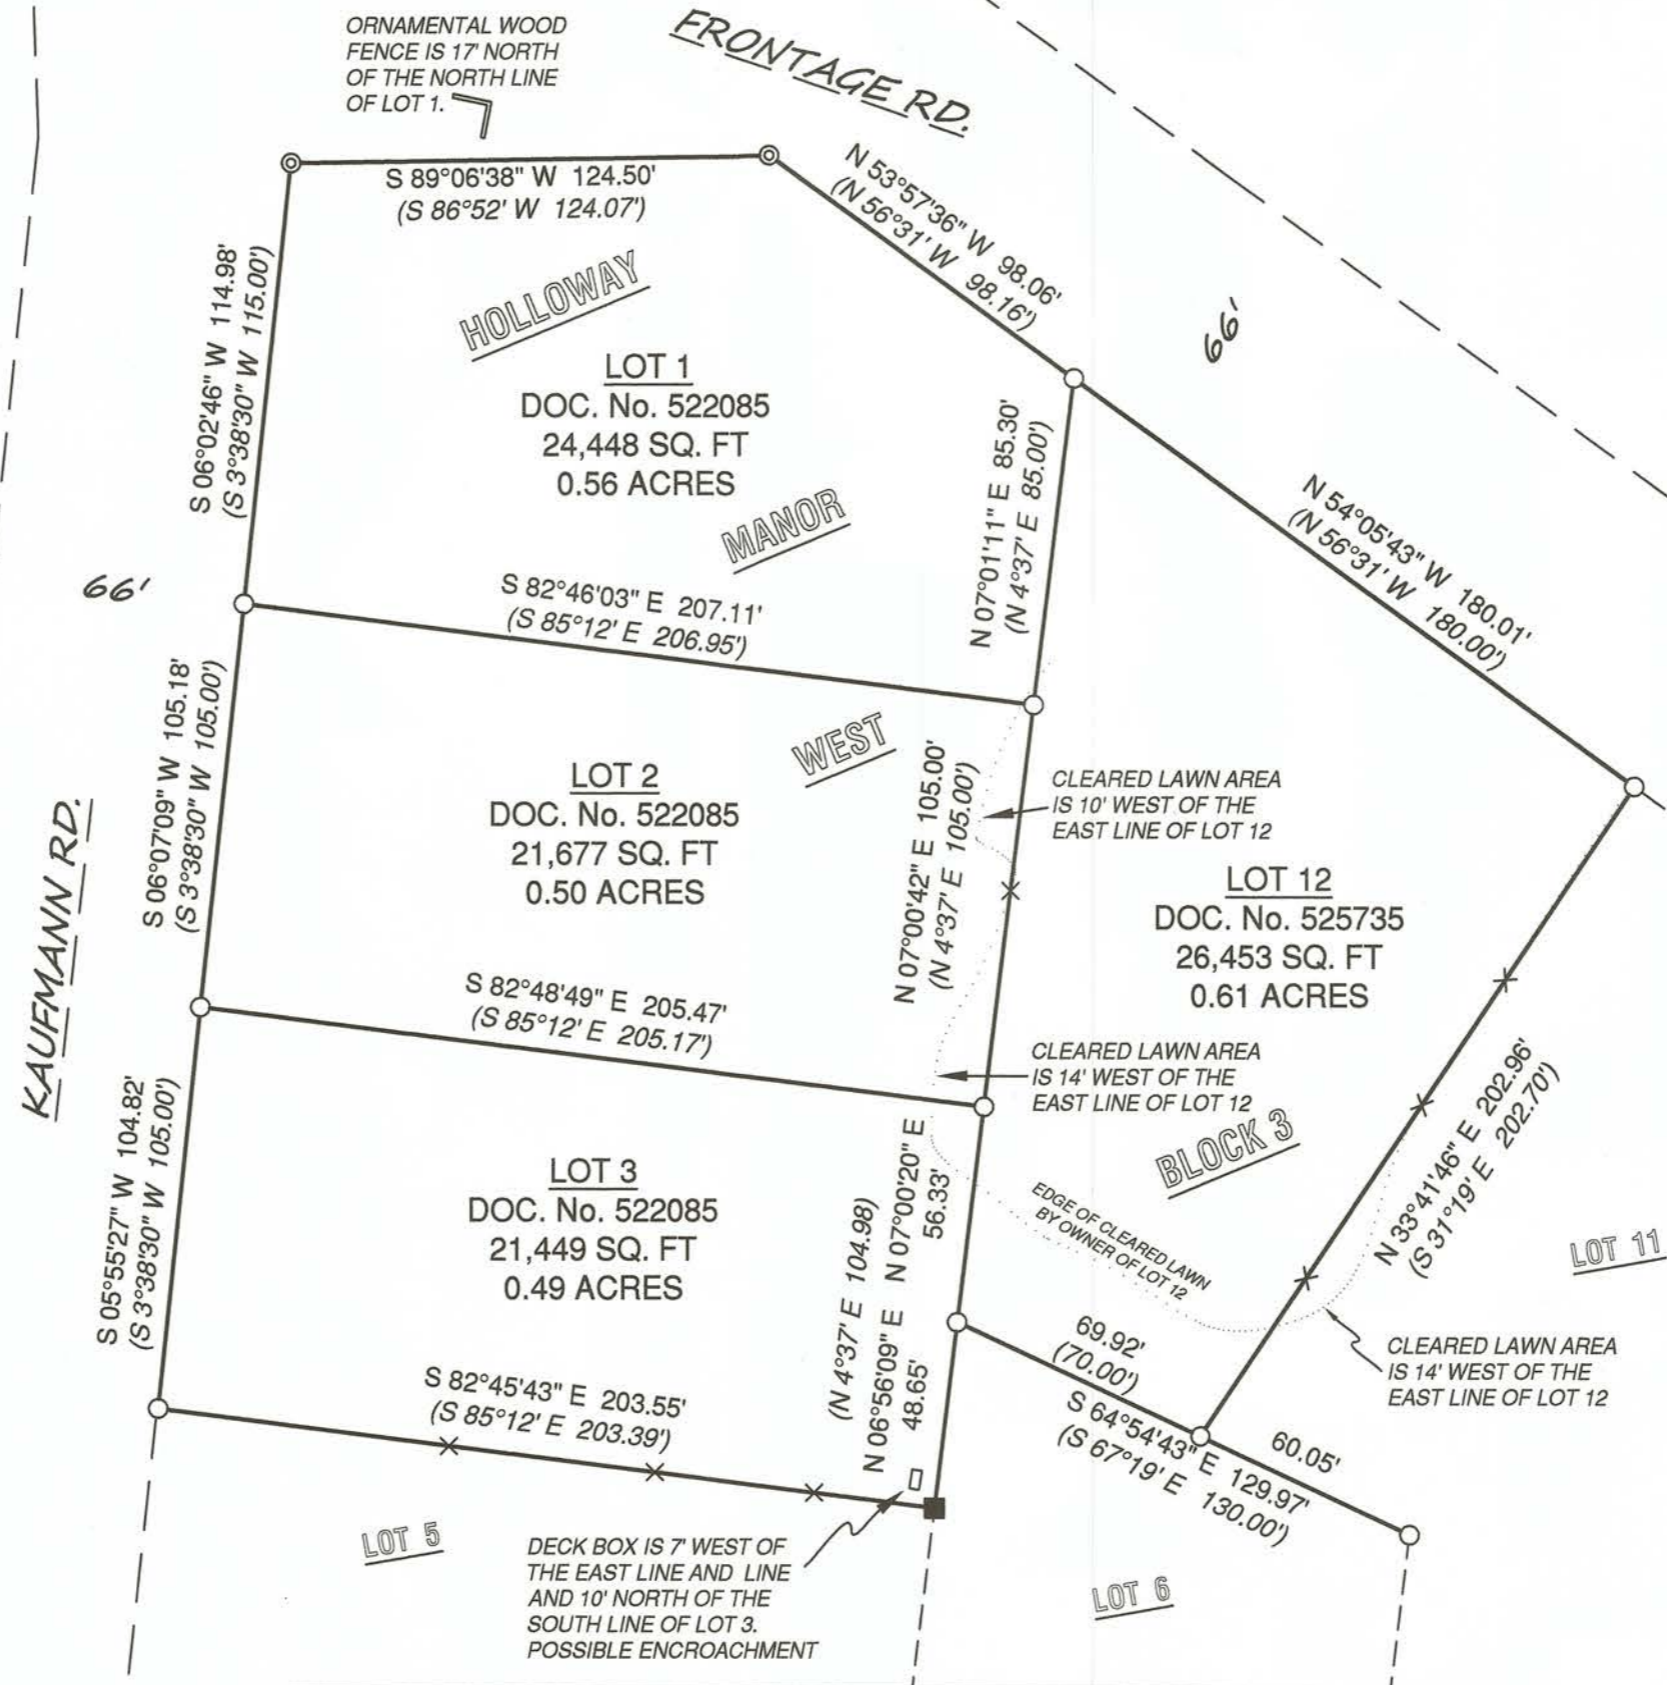 ORNAMENTAL WOOD
FENCE IS 17' NORTH
OF THE NORTH LINE
OF LOT 1.
FRONTAGE RD.
S 89°06'38" W 124.50'
(S 86°52' W 124.07')
N 53°57'36" W 98.06'
(N 56°31' W 98.16')
HOLLOWAY
S 06°02'46" W 114.98'
(S 3°38'30" W 115.00')
LOT 1
DOC. No. 522085
24,448 SQ. FT
0.56 ACRES
66'
N 07°01'11" E 85.30'
(N 4°37' E 85.00')
MANOR
N 54°05'43" W 180.01'
(N 56°31' W 180.00')
66'
S 82°46'03" E 207.11'
(S 85°12' E 206.95')
S 06°07'09" W 105.18'
(S 3°38'30" W 105.00')
WEST
LOT 2
DOC. No. 522085
21,677 SQ. FT
0.50 ACRES
N 07°00'42" E 105.00'
(N 4°37' E 105.00')
CLEARED LAWN AREA
IS 10' WEST OF THE
EAST LINE OF LOT 12
LOT 12
DOC. No. 525735
26,453 SQ. FT
0.61 ACRES
KAUFMANN RD.
S 82°48'49" E 205.47'
(S 85°12' E 205.17')
CLEARED LAWN AREA
IS 14' WEST OF THE
EAST LINE OF LOT 12
BLOCK 3
N 33°41'46" E 202.96'
(S 31°19' E 202.70')
S 05°55'27" W 104.82'
(S 3°38'30" W 105.00')
LOT 3
DOC. No. 522085
21,449 SQ. FT
0.49 ACRES
(N 4°37' E 104.98)
N 06°56'09" E
48.65'
N 07°00'20" E
56.33'
EDGE OF CLEARED LAWN
BY OWNER OF LOT 12
LOT 11
69.92'
(70.00')
S 64°54'43" E 129.97'
(S 67°19' E 130.00')
60.05'
CLEARED LAWN AREA
IS 14' WEST OF THE
EAST LINE OF LOT 12
S 82°45'43" E 203.55'
(S 85°12' E 203.39')
LOT 5
DECK BOX IS 7' WEST OF
THE EAST LINE AND LINE
AND 10' NORTH OF THE
SOUTH LINE OF LOT 3.
POSSIBLE ENCROACHMENT
LOT 6